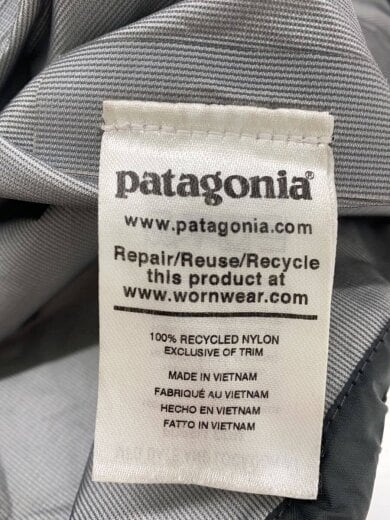 patagonia®
www.patagonia.com
Repair/Reuse/Recycle
this product at
www.wornwear.com
100% RECYCLED NYLON
EXCLUSIVE OF TRIM
MADE IN VIETNAM
FABRIQUÉ AU VIETNAM
HECHO EN VIETNAM
FATTO IN VIETNAM